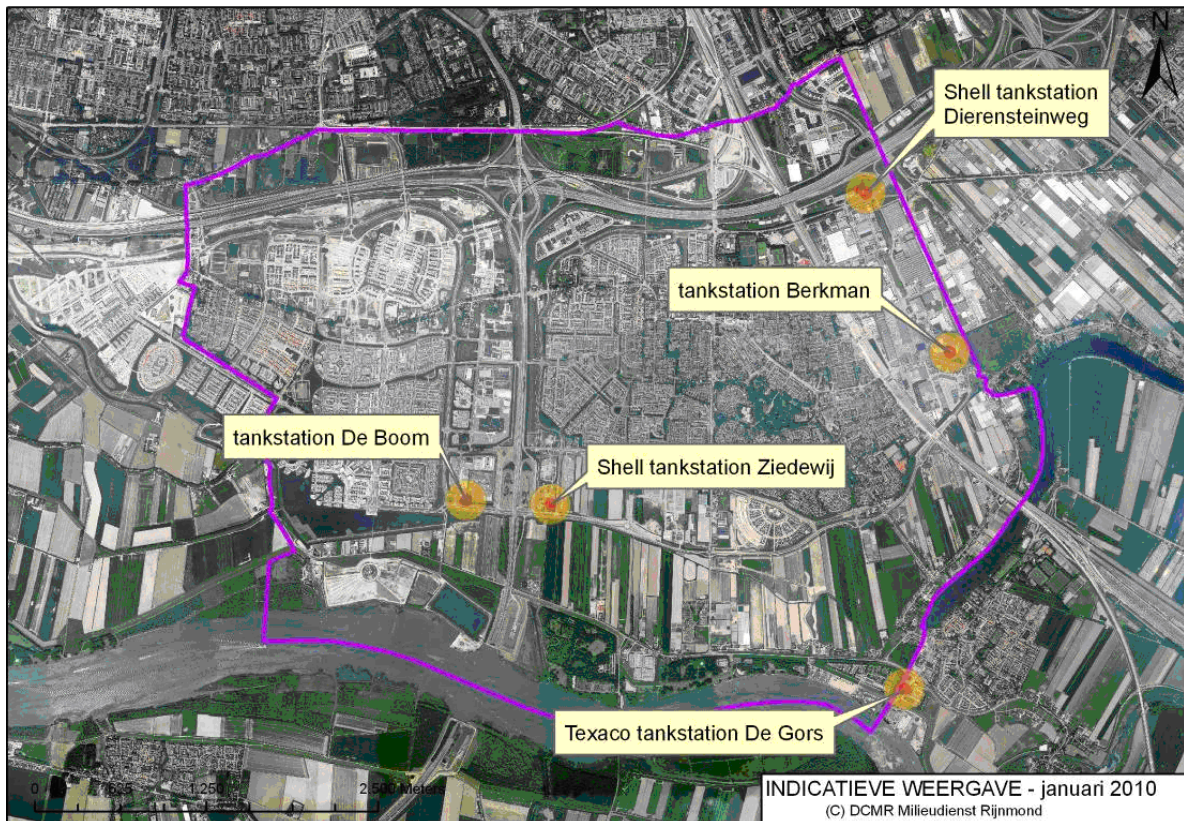 N
Shell tankstation
Dierensteinweg
tankstation Berkman
tankstation De Boom
Shell tankstation Ziedewij
Texaco tankstation De Gors
0
625
1.250
2.500 Meters
INDICATIEVE WEERGAVE - januari 2010
(C) DCMR Milieudienst Rijnmond